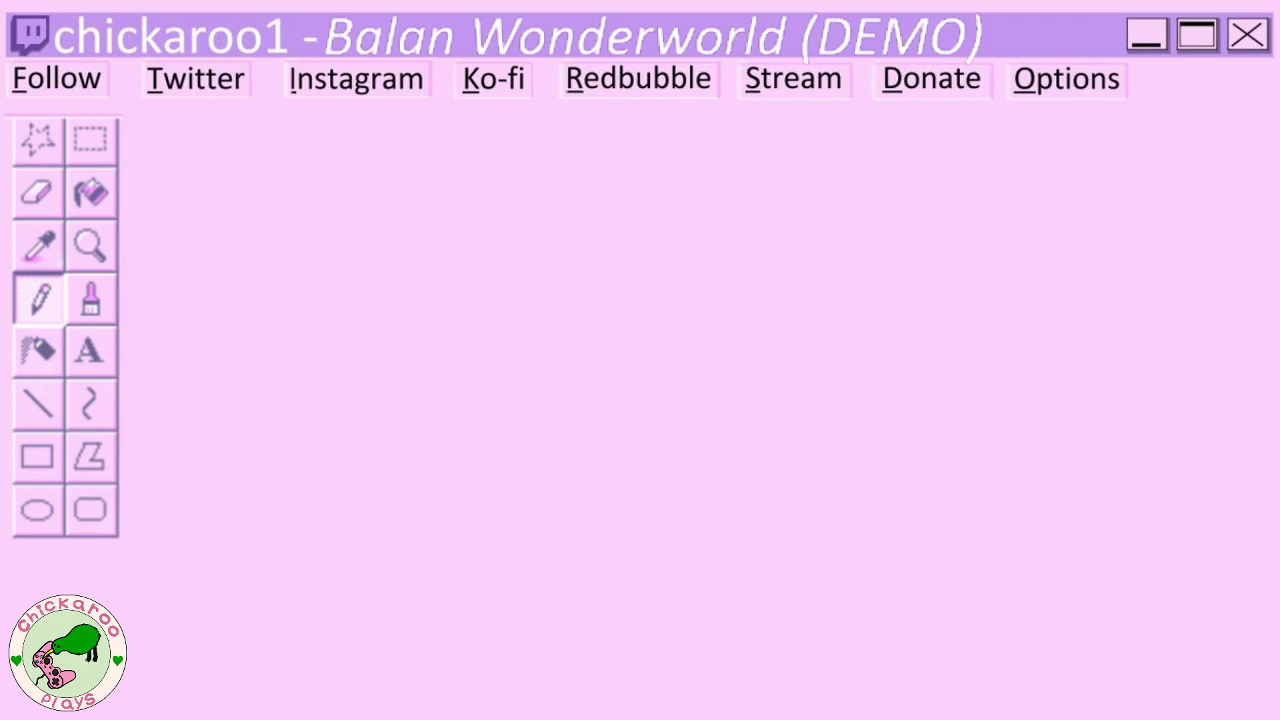 chickaroo1 - Balan Wonderworld (DEMO)
Follow Twitter Instagram Ko-fi Redbubble Stream Donate Options
A
Chickaroo
Plays